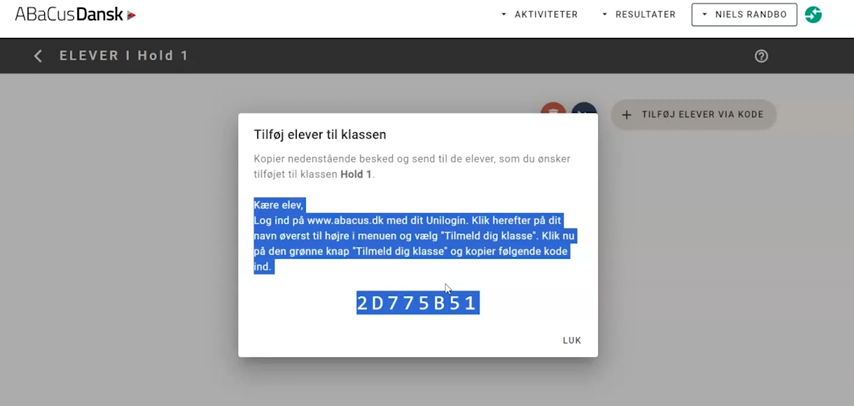 ABaCusDansk
AKTIVITETER
RESULTATER
NIELS RANDBO
ELEVER I Hold 1
TILFØJ ELEVER VIA KODE
Tilføj elever til klassen
Kopier nedenstående besked og send til de elever, som du ønsker
tilføjet til klassen Hold 1.
Kære elev,
Log ind på www.abacus.dk med dit Unilogin. Klik herefter på dit
navn øverst til højre i menuen og vælg "Tilmeld dig klasse". Klik nu
på den grønne knap "Tilmeld dig klasse" og kopier følgende kode
ind.
2D775B51
LUK